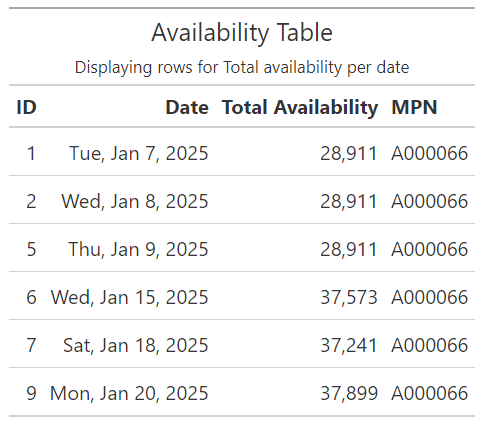 Availability Table
Displaying rows for Total availability per date
ID Date Total Availability MPN
1 Tue, Jan 7, 2025 28,911 A000066
2 Wed, Jan 8, 2025 28,911 A000066
5 Thu, Jan 9, 2025 28,911 A000066
6 Wed, Jan 15, 2025 37,573 A000066
7 Sat, Jan 18, 2025 37,241 A000066
9 Mon, Jan 20, 2025 37,899 A000066